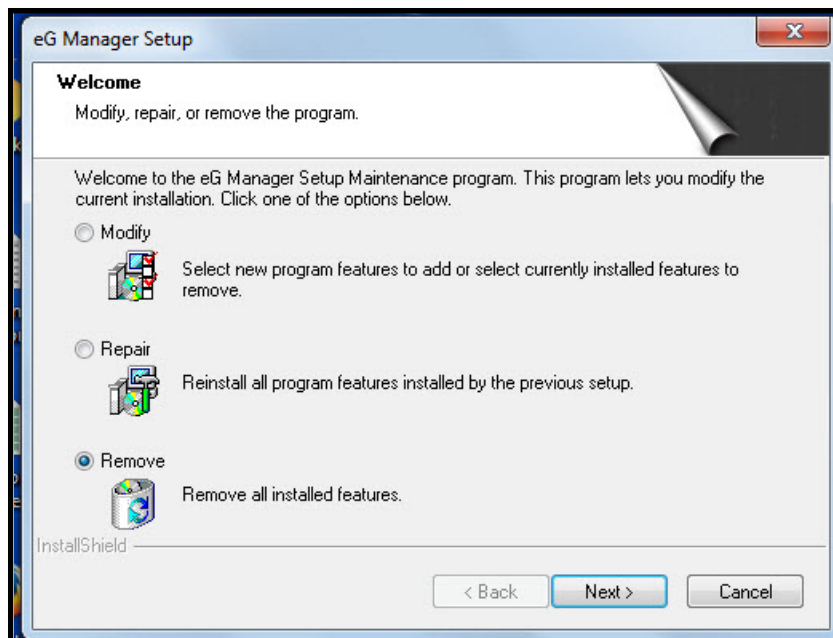 eG Manager Setup
Welcome
Modify, repair, or remove the program.
Welcome to the eG Manager Setup Maintenance program. This program lets you modify the
current installation. Click one of the options below.
Modify
Select new program features to add or select currently installed features to
remove.
Repair
Reinstall all program features installed by the previous setup.
Remove
Remove all installed features.
InstallShield
< Back Next > Cancel